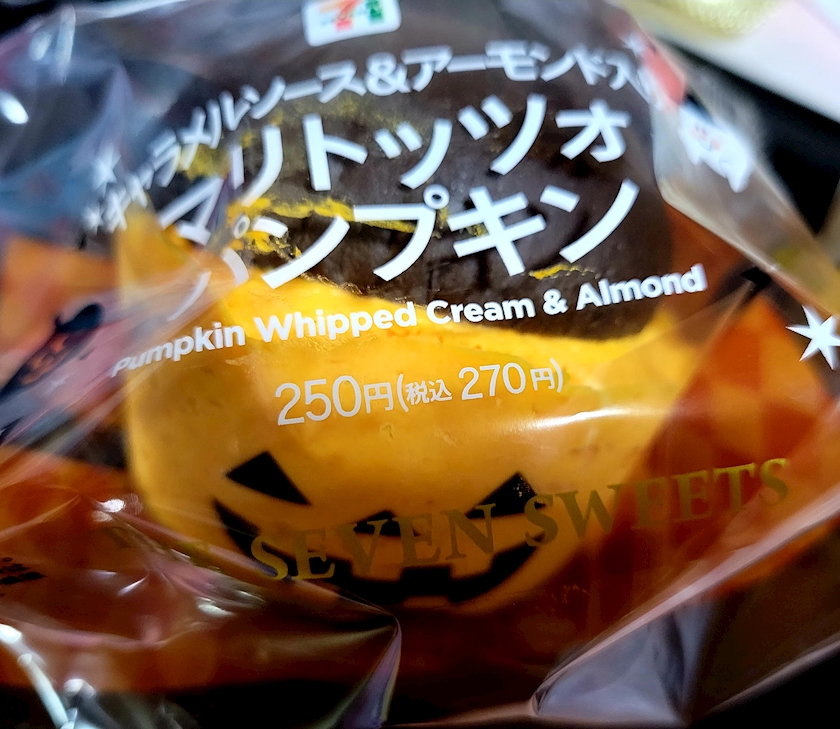 キャラメルソース&アーモンド入
マリトッツォ
パンプキン
Pumpkin Whipped Cream & Almond
250円(税込 270円)
SEVEN SWEETS